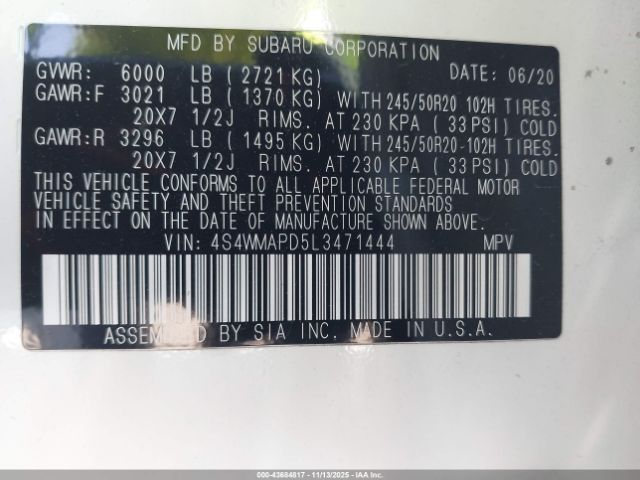 MFD BY SUBARU CORPORATION
GVWR: 6000 LB (2721 KG) DATE: 06/20
GAWR:F 3021 LB (1370 KG) WITH 245/50R20 102H TIRES.
20X7 1/2J RIMS. AT 230 KPA (33 PSI) COLD
GAWR:R 3296 LB (1495 KG) WITH 245/50R20-102H TIRES.
20X7 1/2J RIMS. AT 230 KPA (33 PSI) COLD
THIS VEHICLE CONFORMS TO ALL APPLICABLE FEDERAL MOTOR
VEHICLE SAFETY AND THEFT PREVENTION STANDARDS
IN EFFECT ON THE DATE OF MANUFACTURE SHOWN ABOVE.
VIN: 4S4WMAPD5L3471444 MPV
ASSEMBLED BY SIA INC. MADE IN U.S.A.
000-43684617 - 11/13/2025 - IAAI.COM